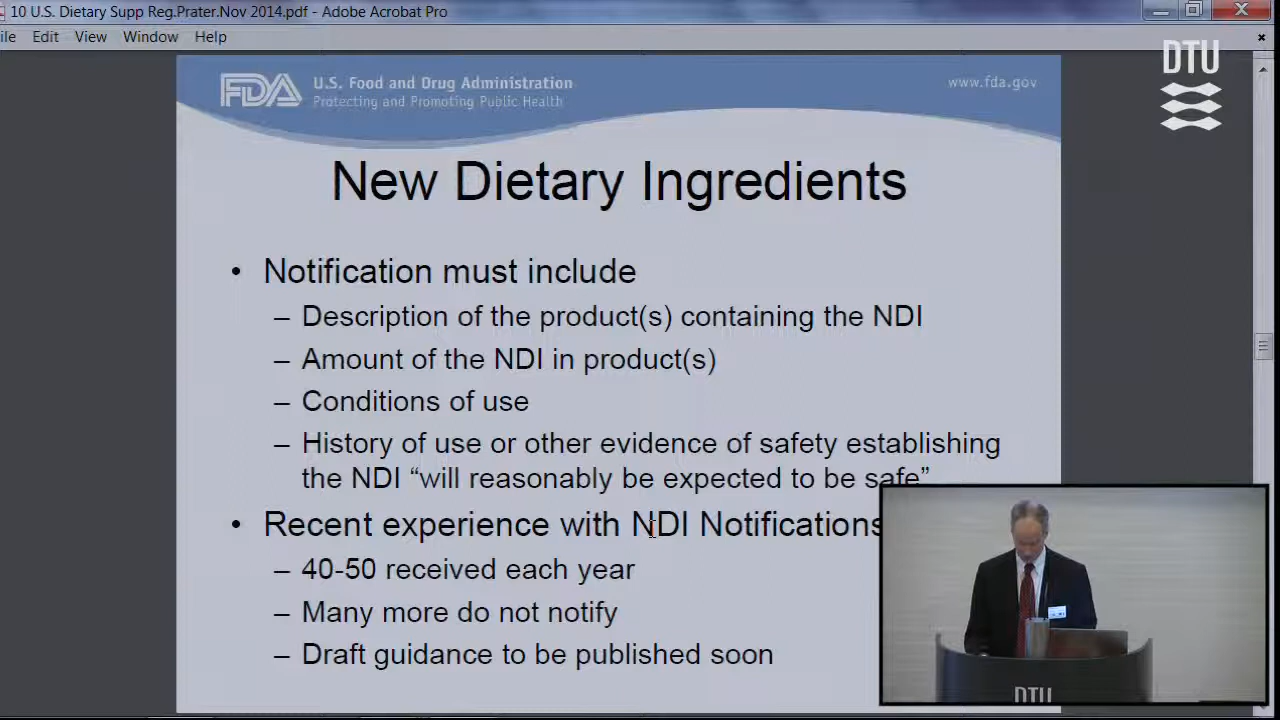 10 U.S. Dietary Supp Reg.Prater.Nov 2014.pdf - Adobe Acrobat Pro
ile Edit View Window Help
DTU
FDA U.S. Food and Drug Administration
Protecting and Promoting Public Health
www.fda.gov
New Dietary Ingredients
• Notification must include
– Description of the product(s) containing the NDI
– Amount of the NDI in product(s)
– Conditions of use
– History of use or other evidence of safety establishing
the NDI “will reasonably be expected to be safe”
• Recent experience with NDI Notifications
– 40-50 received each year
– Many more do not notify
– Draft guidance to be published soon
DTU